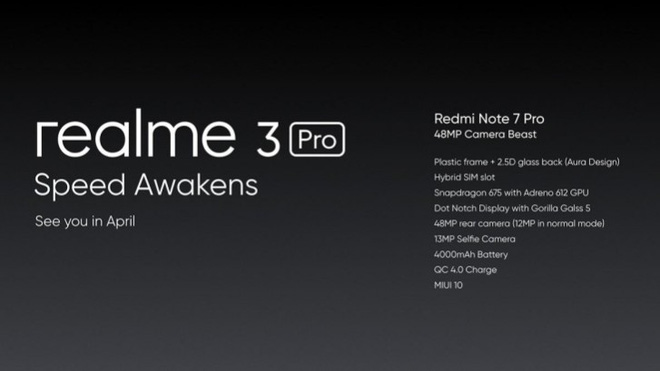 realme 3 Pro
Speed Awakens
See you in April
Redmi Note 7 Pro
48MP Camera Beast
Plastic frame + 2.5D glass back (Aura Design)
Hybrid SIM slot
Snapdragon 675 with Adreno 612 GPU
Dot Notch Display with Gorilla Galss 5
48MP rear camera (12MP in normal mode)
13MP Selfie Camera
4000mAh Battery
QC 4.0 Charge
MIUI 10